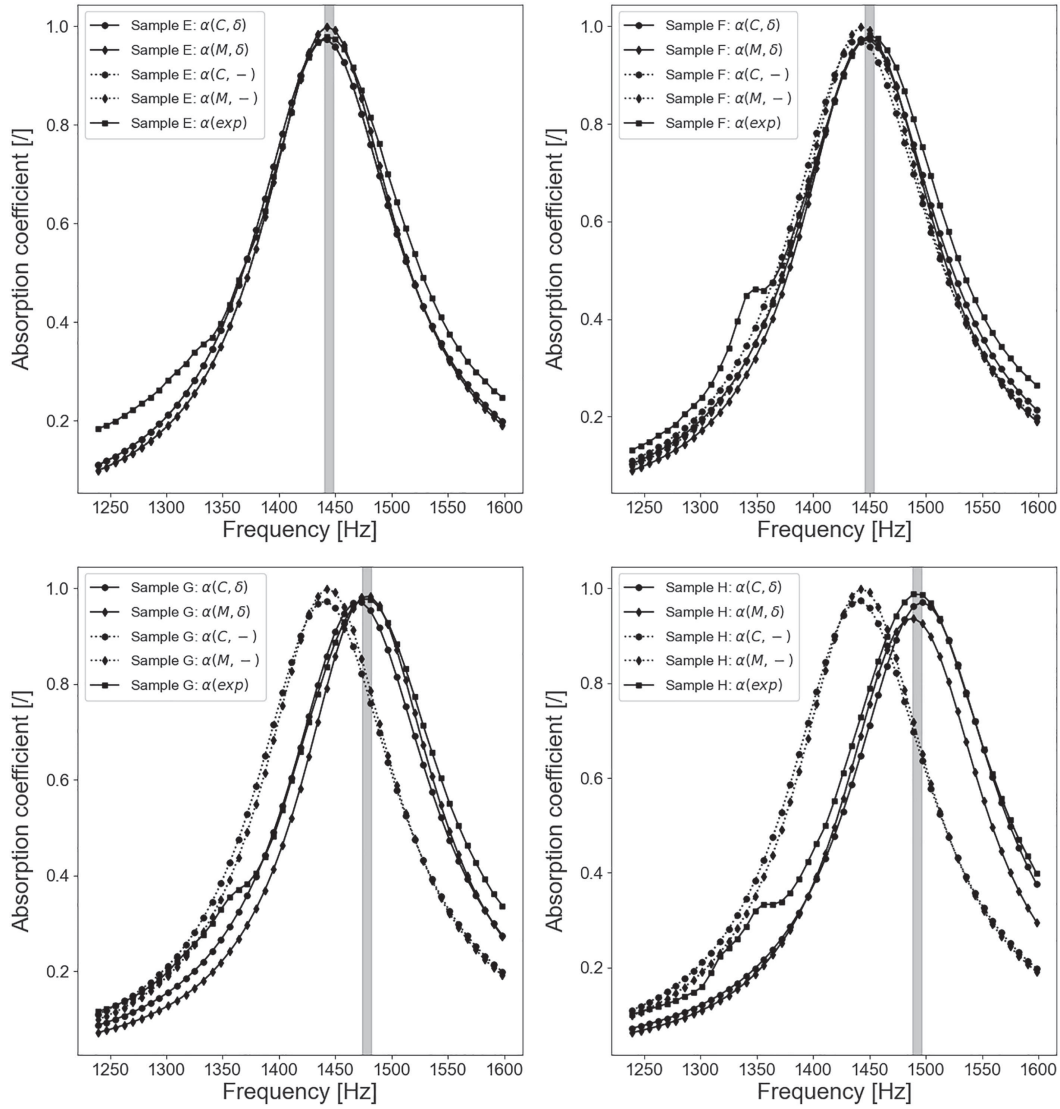 Sample E: α(C, δ)
Sample E: α(M, δ)
Sample E: α(C, −)
Sample E: α(M, −)
Sample E: α(exp)
1.0
0.8
0.6
0.4
0.2
Absorption coefficient [/]
1250 1300 1350 1400 1450 1500 1550 1600
Frequency [Hz]
Sample F: α(C, δ)
Sample F: α(M, δ)
Sample F: α(C, −)
Sample F: α(M, −)
Sample F: α(exp)
1.0
0.8
0.6
0.4
0.2
Absorption coefficient [/]
1250 1300 1350 1400 1450 1500 1550 1600
Frequency [Hz]
Sample G: α(C, δ)
Sample G: α(M, δ)
Sample G: α(C, −)
Sample G: α(M, −)
Sample G: α(exp)
1.0
0.8
0.6
0.4
0.2
Absorption coefficient [/]
1250 1300 1350 1400 1450 1500 1550 1600
Frequency [Hz]
Sample H: α(C, δ)
Sample H: α(M, δ)
Sample H: α(C, −)
Sample H: α(M, −)
Sample H: α(exp)
1.0
0.8
0.6
0.4
0.2
Absorption coefficient [/]
1250 1300 1350 1400 1450 1500 1550 1600
Frequency [Hz]